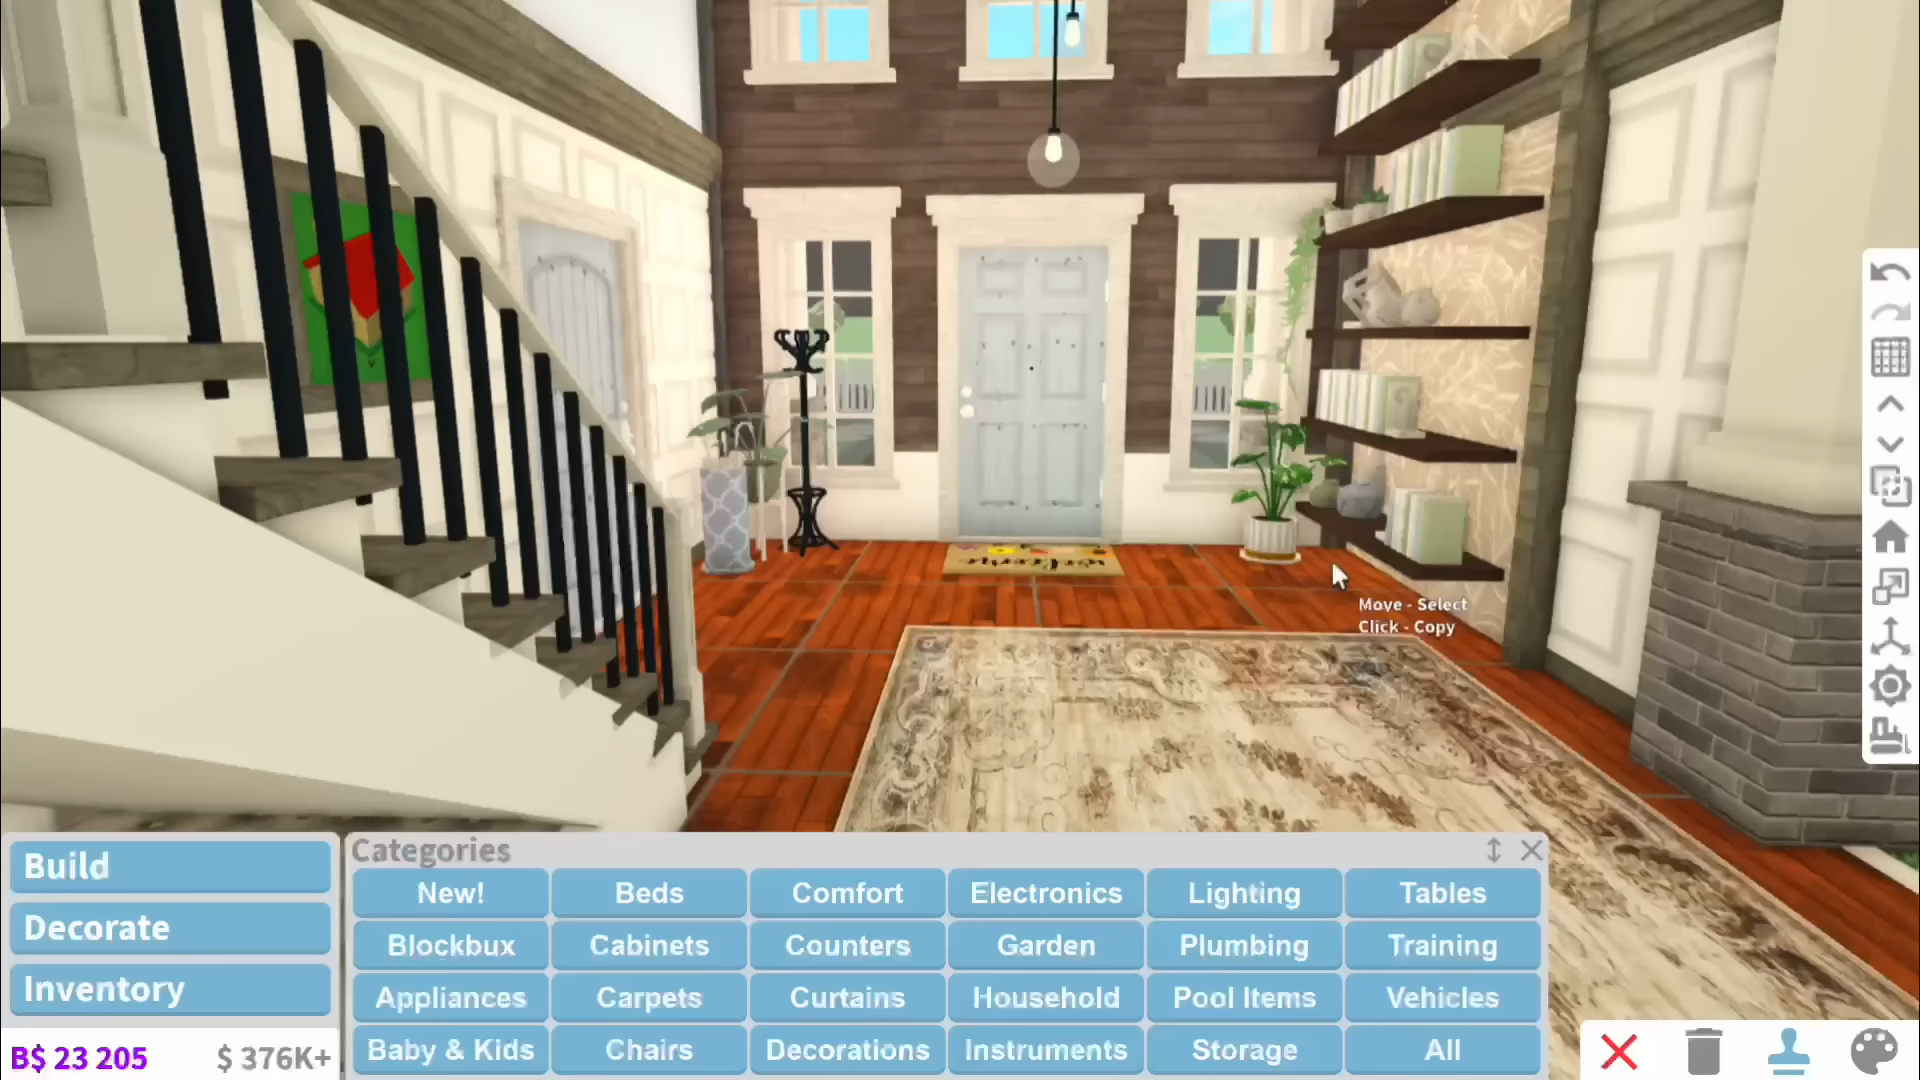 Move - Select
Click - Copy
Build
Decorate
Inventory
B$ 23 205
$ 376K+
Categories
New!
Beds
Comfort
Electronics
Lighting
Tables
Blockbux
Cabinets
Counters
Garden
Plumbing
Training
Appliances
Carpets
Curtains
Household
Pool Items
Vehicles
Baby & Kids
Chairs
Decorations
Instruments
Storage
All